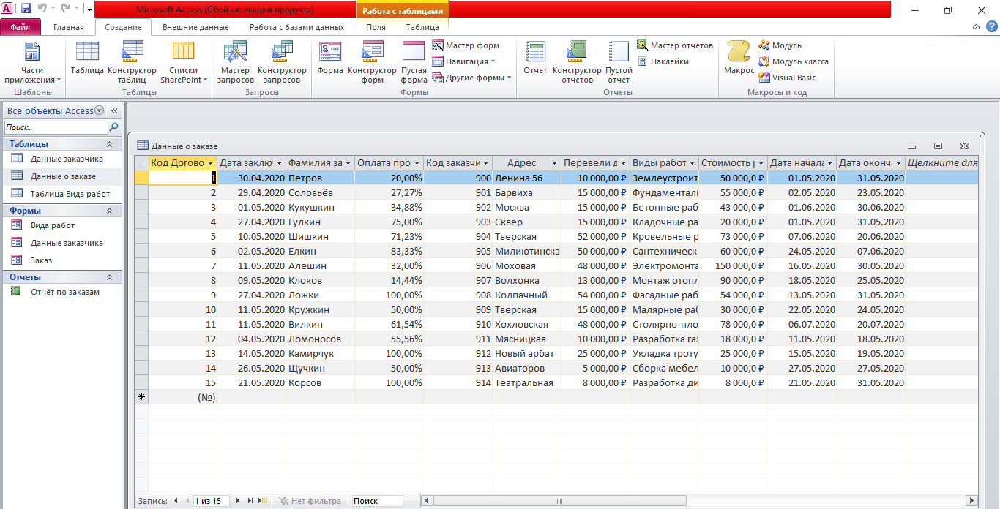 Microsoft Access (Сбой активации продукта) Работа с таблицами
Файл Главная Создание Внешние данные Работа с базами данных Поля Таблица
Части приложения Таблица Конструктор таблиц Списки SharePoint Мастер запросов Конструктор запросов Форма Конструктор форм Пустая форма Мастер форм Навигация Другие формы Отчет Конструктор отчетов Пустой отчет Мастер отчетов Наклейки Макрос Модуль Модуль класса Visual Basic
Шаблоны Таблицы Запросы Формы Отчеты Макросы и код
Все объекты Access
Поиск...
Таблицы
Данные заказчика
Данные о заказе
Таблица Вида работ
Формы
Вида работ
Данные заказчика
Заказ
Отчеты
Отчёт по заказам
Данные о заказе
Код Догово Дата заклю Фамилия за Оплата про Код заказчи Адрес Перевели д Виды работ Стоимость р Дата начала Дата оконча Щелкните для
1 30.04.2020 Петров 20,00% 900 Ленина 56 10 000,00 ₽ Землеустроит 50 000,0 ₽ 01.05.2020 31.05.2020
2 29.04.2020 Соловьёв 27,27% 901 Барвиха 15 000,00 ₽ Фундаментал 55 000,0 ₽ 02.05.2020 23.05.2020
3 01.05.2020 Кукушкин 34,88% 902 Москва 15 000,00 ₽ Бетонные раб 43 000,0 ₽ 01.06.2020 30.06.2020
4 27.04.2020 Гулкин 75,00% 903 Сквер 15 000,00 ₽ Кладочные ра 20 000,0 ₽ 01.05.2020 31.05.2020
5 10.05.2020 Шишкин 71,23% 904 Тверская 52 000,00 ₽ Кровельные р 73 000,0 ₽ 07.06.2020 20.06.2020
6 02.05.2020 Елкин 83,33% 905 Милютинска 50 000,00 ₽ Сантехническ 60 000,0 ₽ 24.05.2020 07.06.2020
7 11.05.2020 Алёшин 32,00% 906 Моховая 48 000,00 ₽ Электромонта 150 000,0 ₽ 16.05.2020 30.05.2020
8 09.05.2020 Клоков 14,44% 907 Волхонка 13 000,00 ₽ Монтаж отопл 90 000,0 ₽ 18.05.2020 25.05.2020
9 27.04.2020 Ложки 100,00% 908 Колпачный 54 000,00 ₽ Фасадные раб 54 000,0 ₽ 13.05.2020 31.05.2020
10 11.05.2020 Кружкин 50,00% 909 Тверская 15 000,00 ₽ Малярные раб 30 000,0 ₽ 22.05.2020 24.05.2020
11 11.05.2020 Вилкин 61,54% 910 Хохловская 48 000,00 ₽ Столярно-пло 78 000,0 ₽ 06.07.2020 20.07.2020
12 04.05.2020 Ломоносов 55,56% 911 Мясницкая 10 000,00 ₽ Разработка газ 18 000,0 ₽ 11.05.2020 18.05.2020
13 14.05.2020 Камирчук 100,00% 912 Новый арбат 25 000,00 ₽ Укладка троту 25 000,0 ₽ 15.05.2020 19.05.2020
14 26.05.2020 Щучкин 50,00% 913 Авиаторов 5 000,00 ₽ Сборка мебел 10 000,0 ₽ 27.05.2020 27.05.2020
15 21.05.2020 Корсов 100,00% 914 Театральная 8 000,00 ₽ Разработка ди 8 000,0 ₽ 21.05.2020 31.05.2020
(№)
Запись: 1 из 15 Нет фильтра Поиск